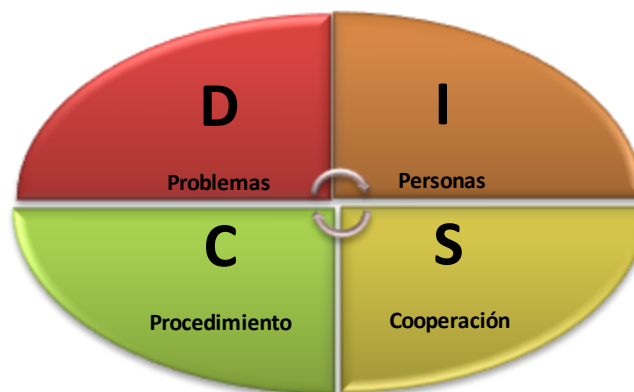 D
Problemas
I
Personas
C
Procedimiento
S
Cooperación